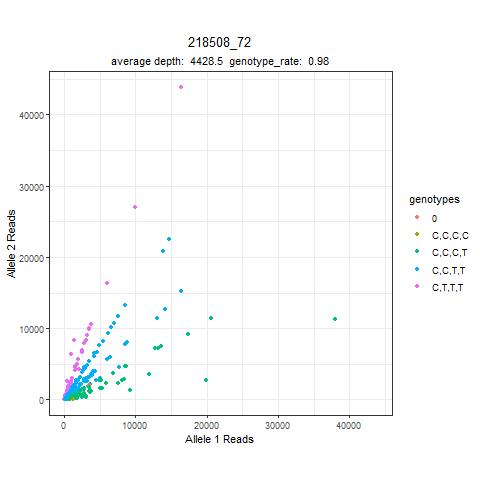 218508_72
average depth:  4428.5  genotype_rate:  0.98
40000
30000
20000
10000
0
Allele 2 Reads
0
10000
20000
30000
40000
Allele 1 Reads
genotypes
0
C,C,C,C
C,C,C,T
C,C,T,T
C,T,T,T